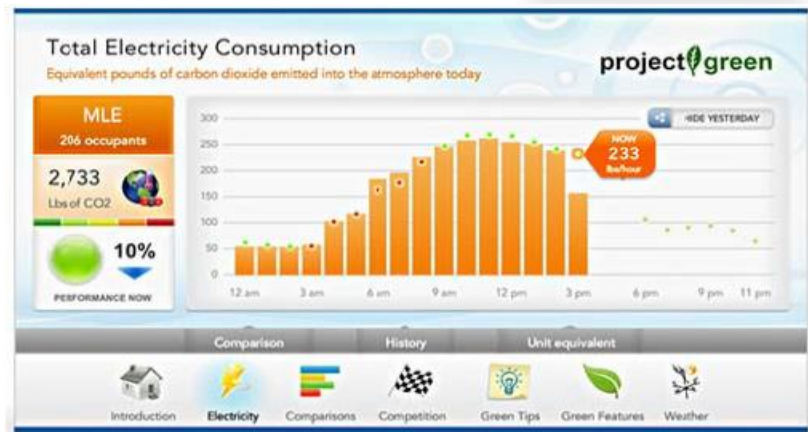 Total Electricity Consumption
Equivalent pounds of carbon dioxide emitted into the atmosphere today
project green
MLE
206 occupants
2,733
Lbs of CO2
10%
PERFORMANCE NOW
HIDE YESTERDAY
NOW
233
lbs/hour
300
250
200
150
100
50
0
12 am 3 am 6 am 9 am 12 pm 3 pm 6 pm 9 pm 11 pm
Comparison History Unit equivalent
Introduction Electricity Comparisons Competition Green Tips Green Features Weather